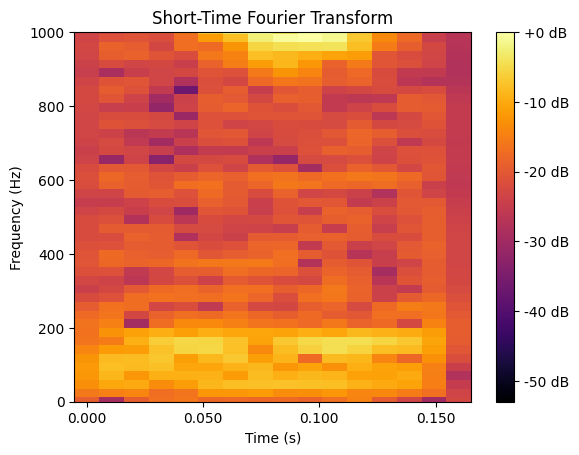 Short-Time Fourier Transform
Frequency (Hz)
1000
800
600
400
200
0
0.000
0.050
0.100
0.150
Time (s)
+0 dB
-10 dB
-20 dB
-30 dB
-40 dB
-50 dB